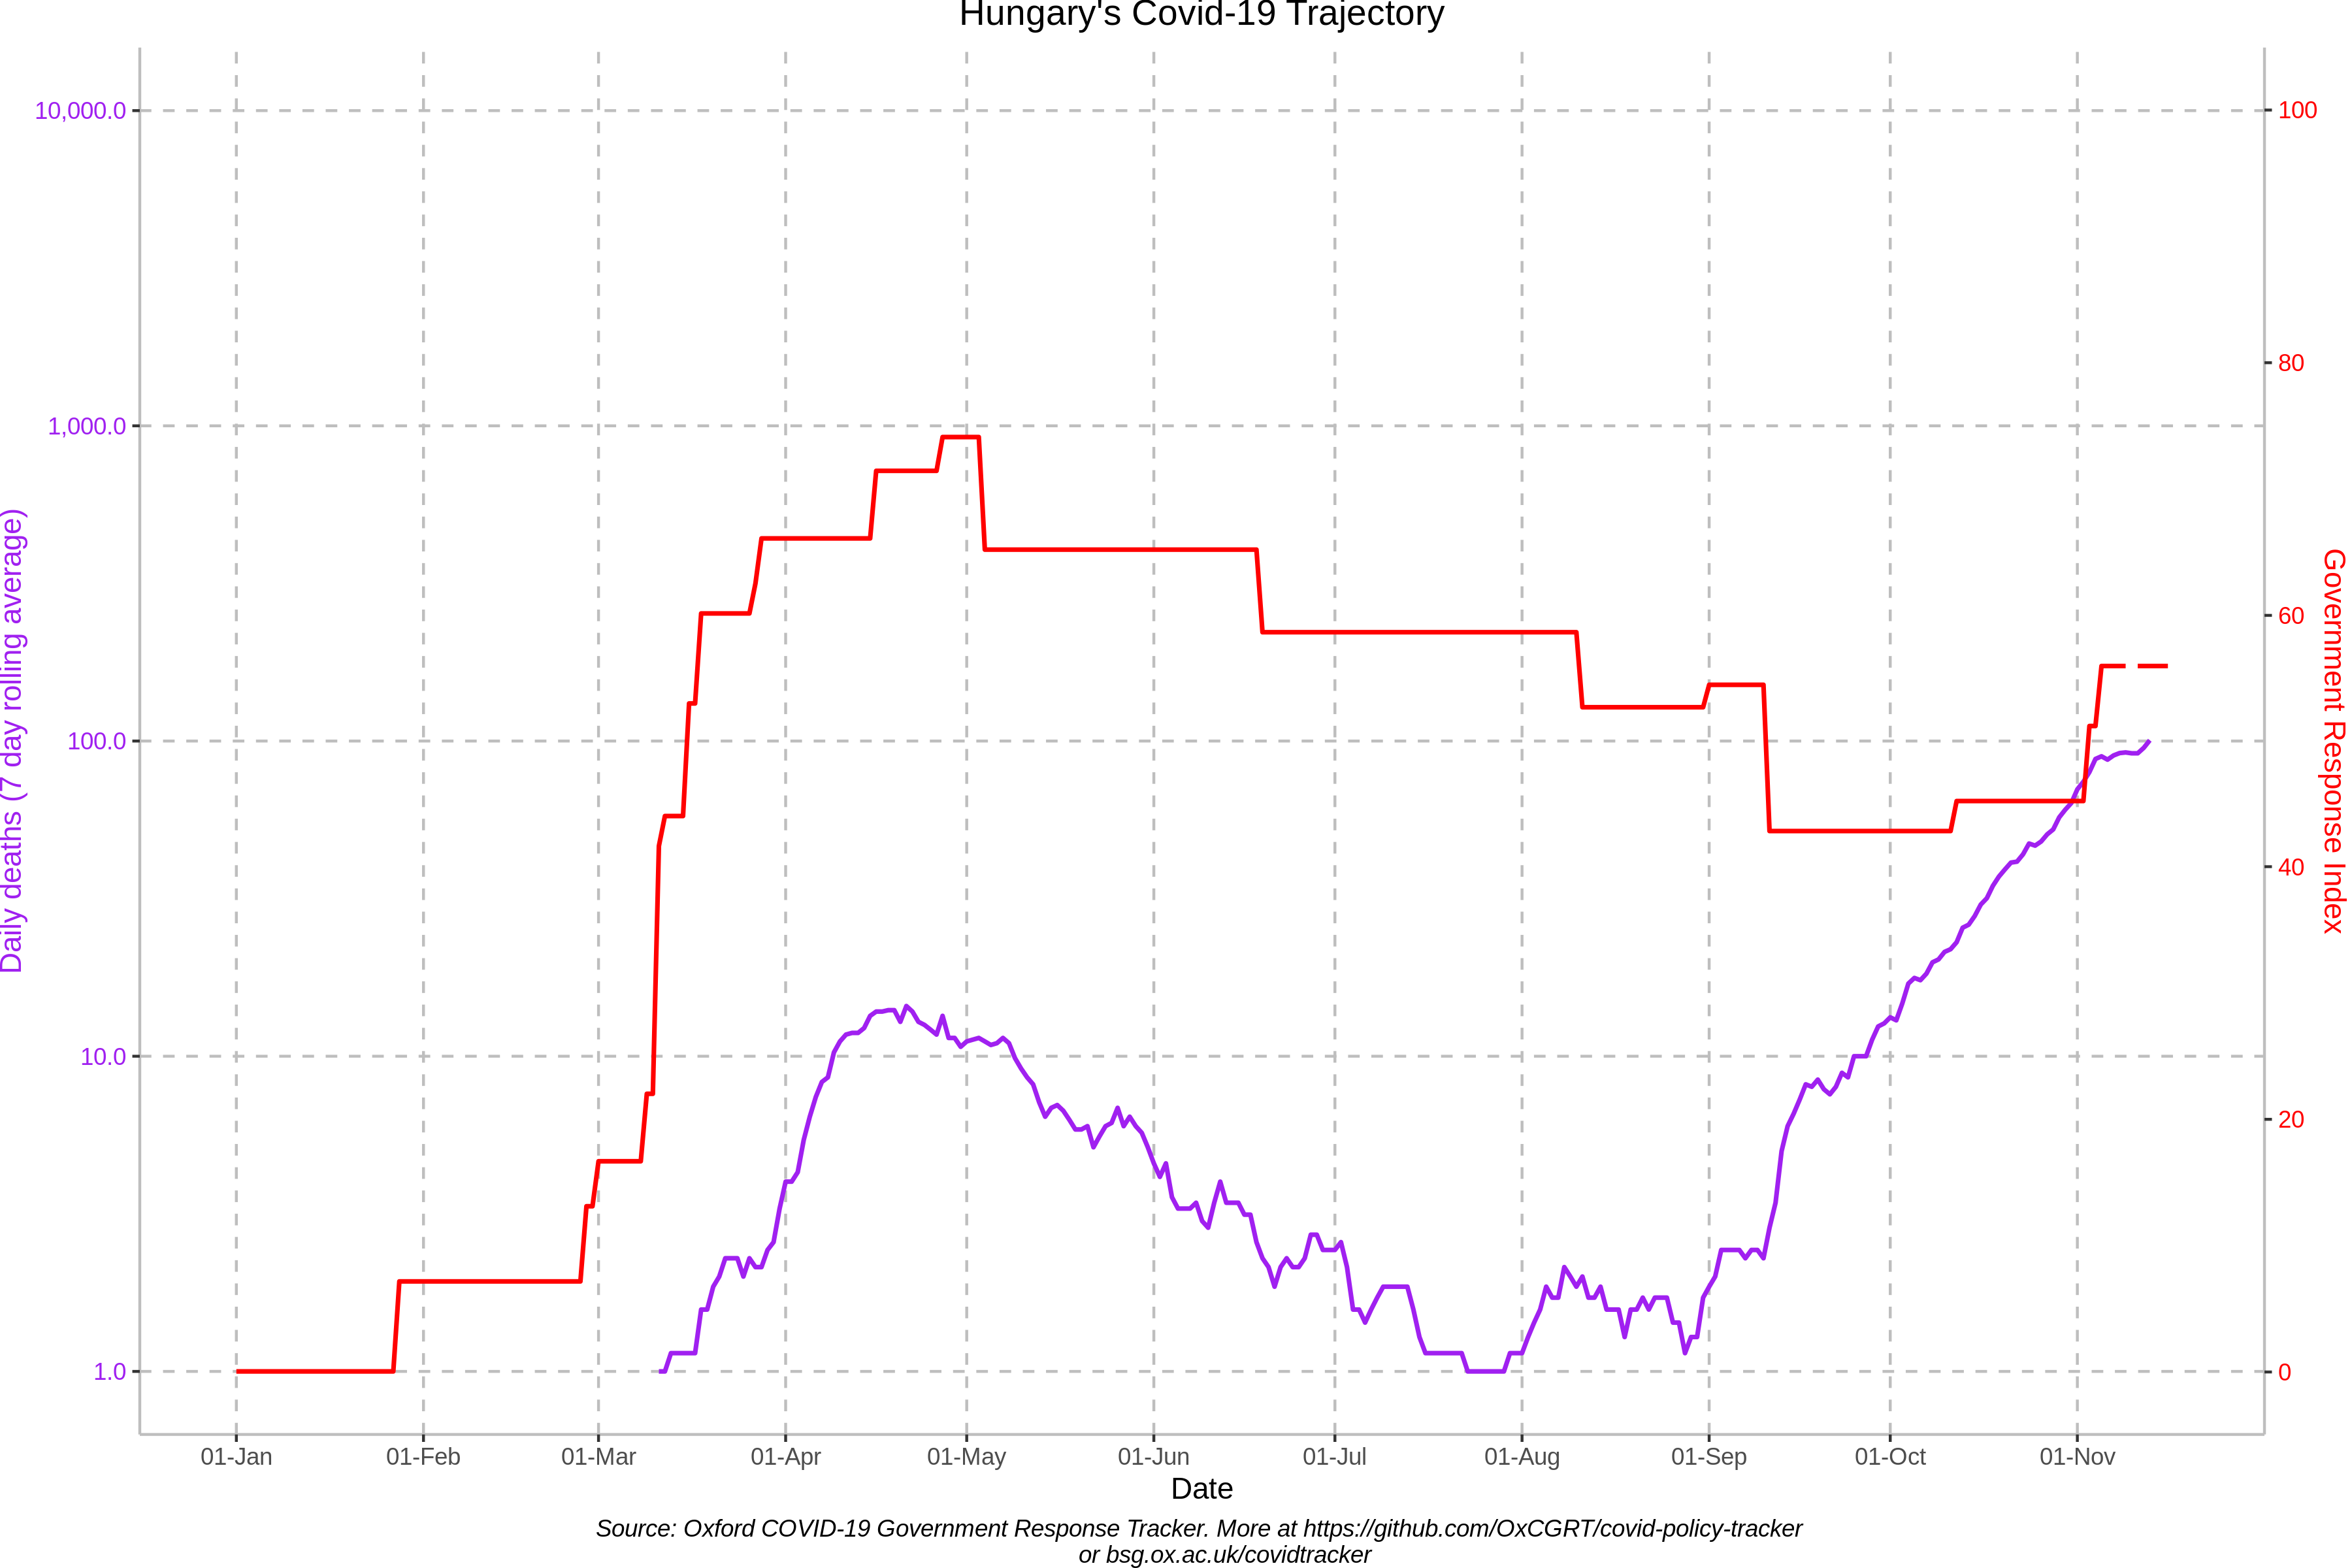 Hungary's Covid-19 Trajectory
10,000.0
1,000.0
100.0
10.0
1.0
Daily deaths (7 day rolling average)
100
80
60
40
20
0
Government Response Index
01-Jan
01-Feb
01-Mar
01-Apr
01-May
01-Jun
01-Jul
01-Aug
01-Sep
01-Oct
01-Nov
Date
Source: Oxford COVID-19 Government Response Tracker. More at https://github.com/OxCGRT/covid-policy-tracker
or bsg.ox.ac.uk/covidtracker